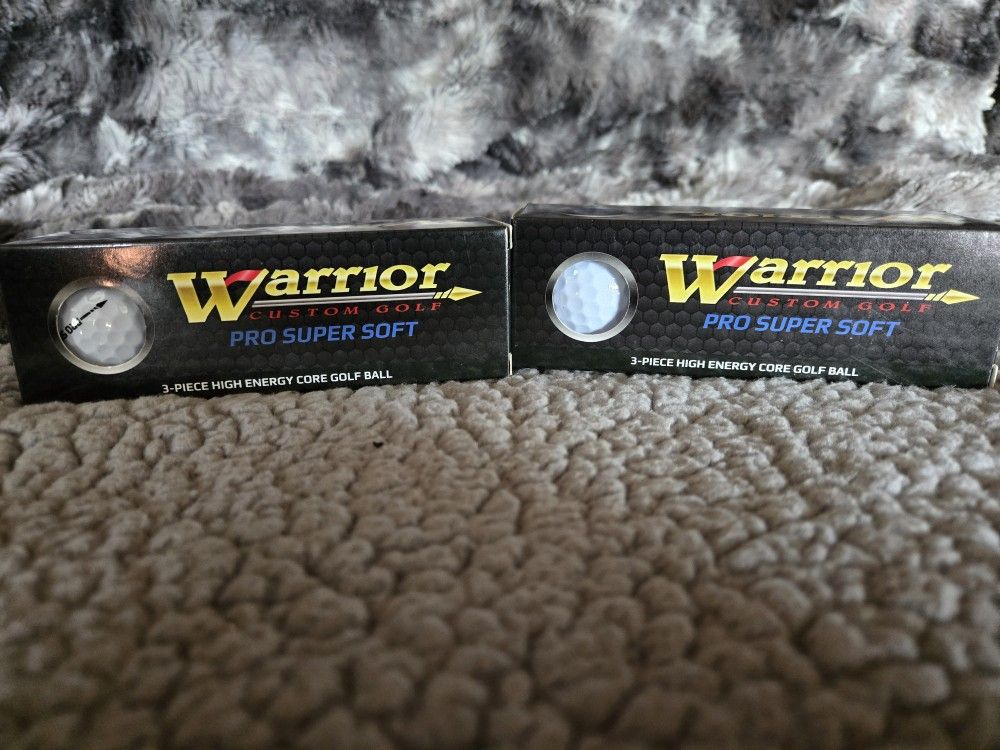 Warrior
CUSTOM GOLF
PRO SUPER SOFT
3-PIECE HIGH ENERGY CORE GOLF BALL
Warrior
CUSTOM GOLF
PRO SUPER SOFT
3-PIECE HIGH ENERGY CORE GOLF BALL